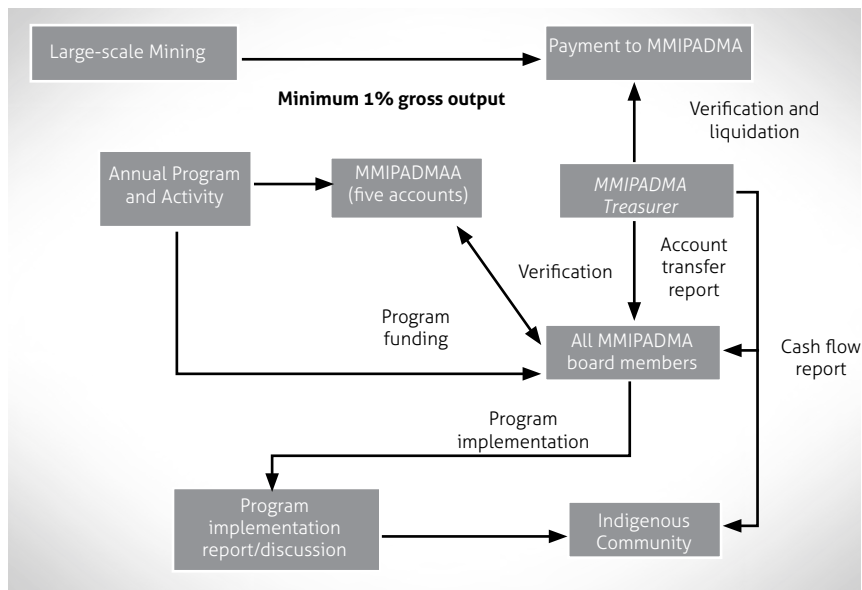 Large-scale Mining
Payment to MMIPADMA
Minimum 1% gross output
Verification and
liquidation
Annual Program
and Activity
MMIPADMAA
(five accounts)
MMIPADMA
Treasurer
Verification
Account
transfer
report
Program
funding
All MMIPADMA
board members
Cash flow
report
Program
implementation
Program
implementation
report/discussion
Indigenous
Community